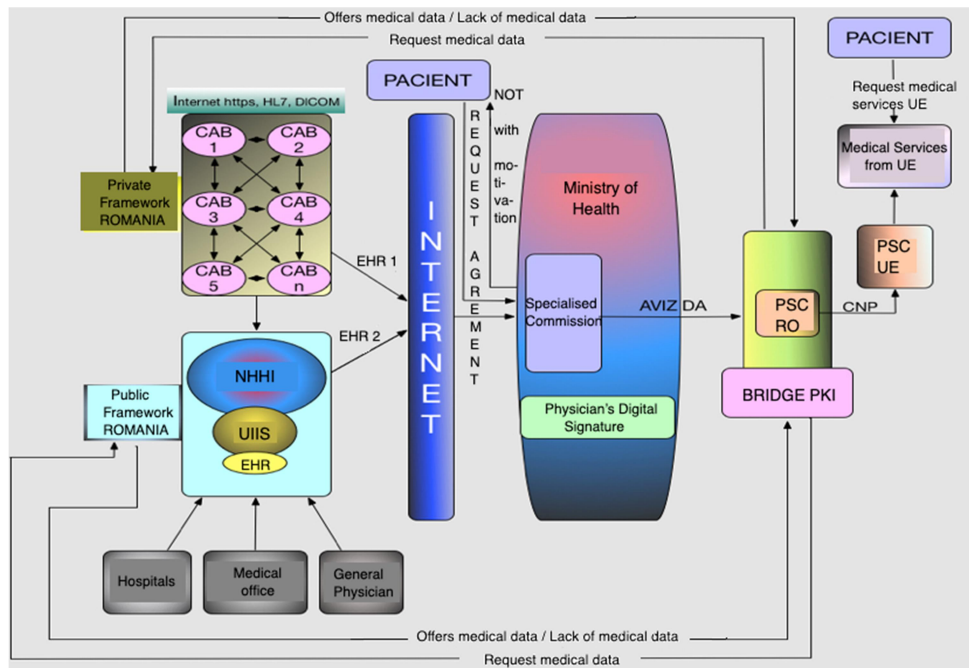 Offers medical data / Lack of medical data
Request medical data
PACIENT
Request medical
services UE
Medical Services
from UE
PSC
UE
Internet https, HL7, DICOM
CAB
1
CAB
2
CAB
3
CAB
4
CAB
5
CAB
n
Private
Framework
ROMANIA
PACIENT
NOT
with
mo-
ti-
vation
REQUEST AGREMENT
INTERNET
EHR 1
EHR 2
Ministry of
Health
Specialised
Commission
AVIZ DA
Physician's Digital
Signature
PSC
RO
CNP
BRIDGE PKI
Public
Framework
ROMANIA
NHHI
UIIS
EHR
Hospitals
Medical
office
General
Physician
Offers medical data / Lack of medical data
Request medical data